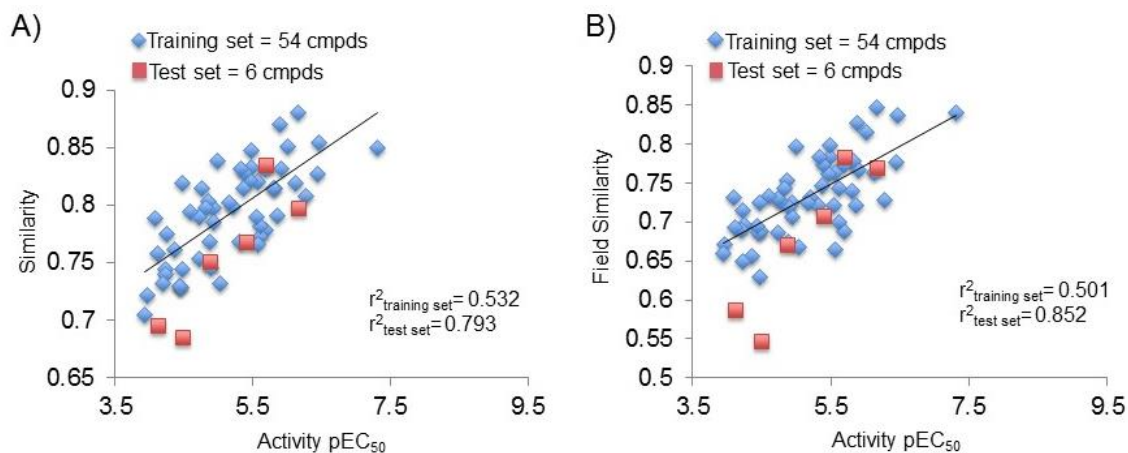 A)
Training set = 54 cmpds
Test set = 6 cmpds
0.9
0.85
0.8
0.75
0.7
0.65
Similarity
3.5 5.5 7.5 9.5
Activity pEC50
r2training set= 0.532
r2test set= 0.793
B)
Training set = 54 cmpds
Test set = 6 cmpds
0.9
0.85
0.8
0.75
0.7
0.65
0.6
0.55
0.5
Field Similarity
3.5 5.5 7.5 9.5
Activity pEC50
r2training set= 0.501
r2test set= 0.852